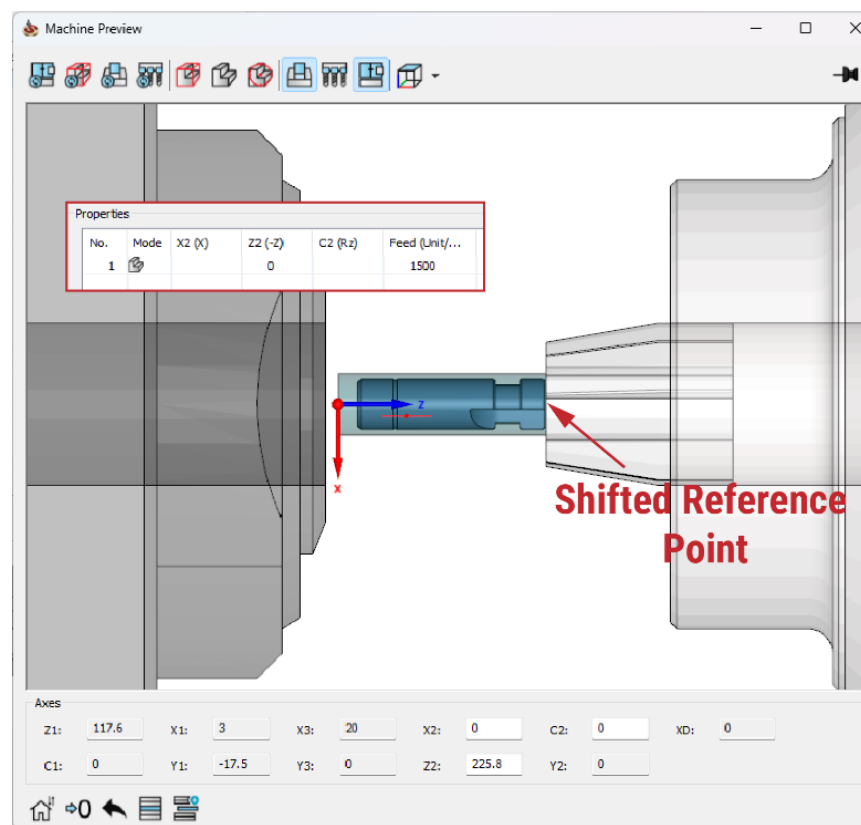 Machine Preview
Properties
No. Mode X2 (X) Z2 (-Z) C2 (Rz) Feed (Unit/...
1 0 1500
Z
X
Shifted Reference
Point
Axes
Z1: 117.6 X1: 3 X3: 20 X2: 0 C2: 0 XD: 0
C1: 0 Y1: -17.5 Y3: 0 Z2: 225.8 Y2: 0